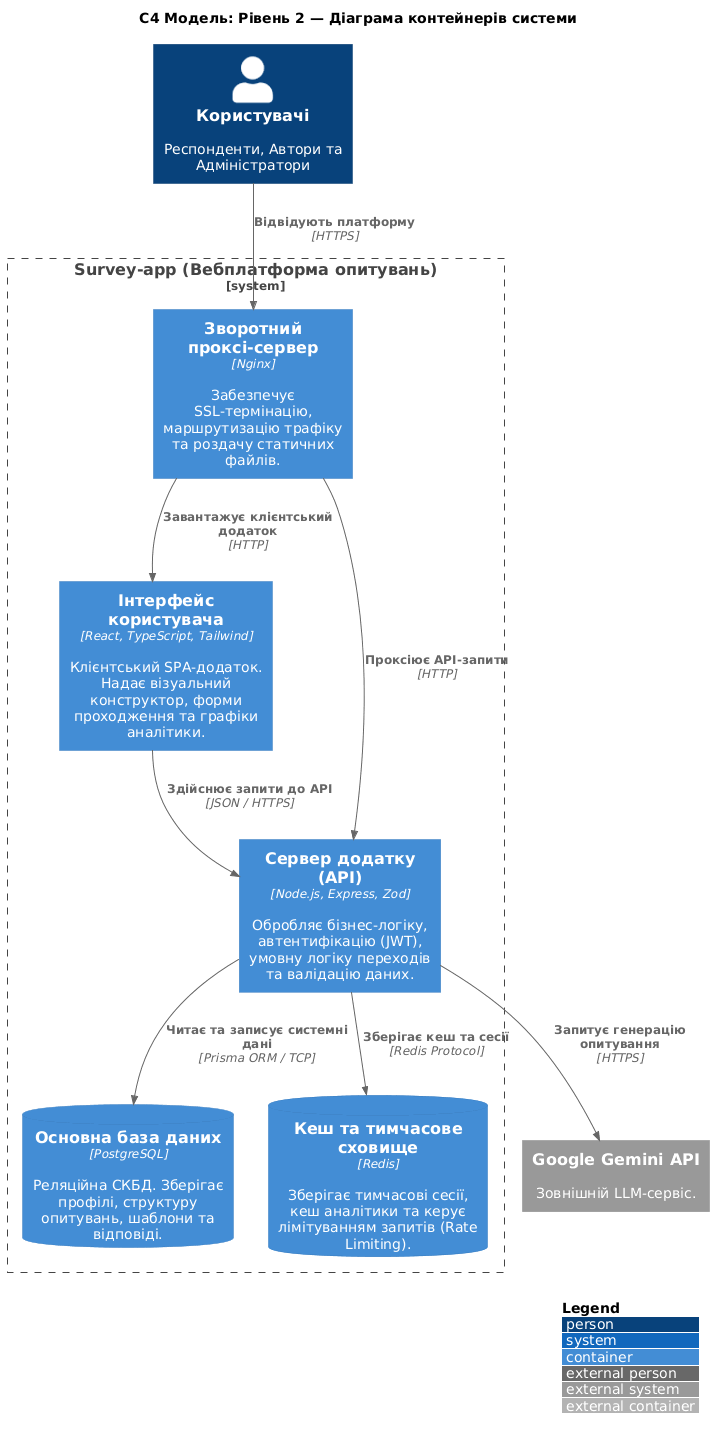 C4 Модель: Рівень 2 — Діаграма контейнерів системи
Користувачі
Респонденти, Автори та
Адміністратори
Відвідують платформу
[HTTPS]
Survey-app (Вебплатформа опитувань)
[system]
Зворотний
проксі-сервер
[Nginx]
Забезпечує
SSL-термінацію,
маршрутизацію трафіку
та роздачу статичних
файлів.
Завантажує клієнтський
додаток
[HTTP]
Інтерфейс
користувача
[React, TypeScript, Tailwind]
Клієнтський SPA-додаток.
Надає візуальний
конструктор, форми
проходження та графіки
аналітики.
Проксіює API-запити
[HTTP]
Здійснює запити до API
[JSON / HTTPS]
Сервер додатку
(API)
[Node.js, Express, Zod]
Обробляє бізнес-логіку,
автентифікацію (JWT),
умовну логіку переходів
та валідацію даних.
Читає та записує системні
дані
[Prisma ORM / TCP]
Зберігає кеш та сесії
[Redis Protocol]
Запитує генерацію
опитування
[HTTPS]
Основна база даних
[PostgreSQL]
Реляційна СКБД. Зберігає
профілі, структуру
опитувань, шаблони та
відповіді.
Кеш та тимчасове
сховище
[Redis]
Зберігає тимчасові сесії,
кеш аналітики та керує
лімітуванням запитів (Rate
Limiting).
Google Gemini API
Зовнішній LLM-сервіс.
Legend
person
system
container
external person
external system
external container